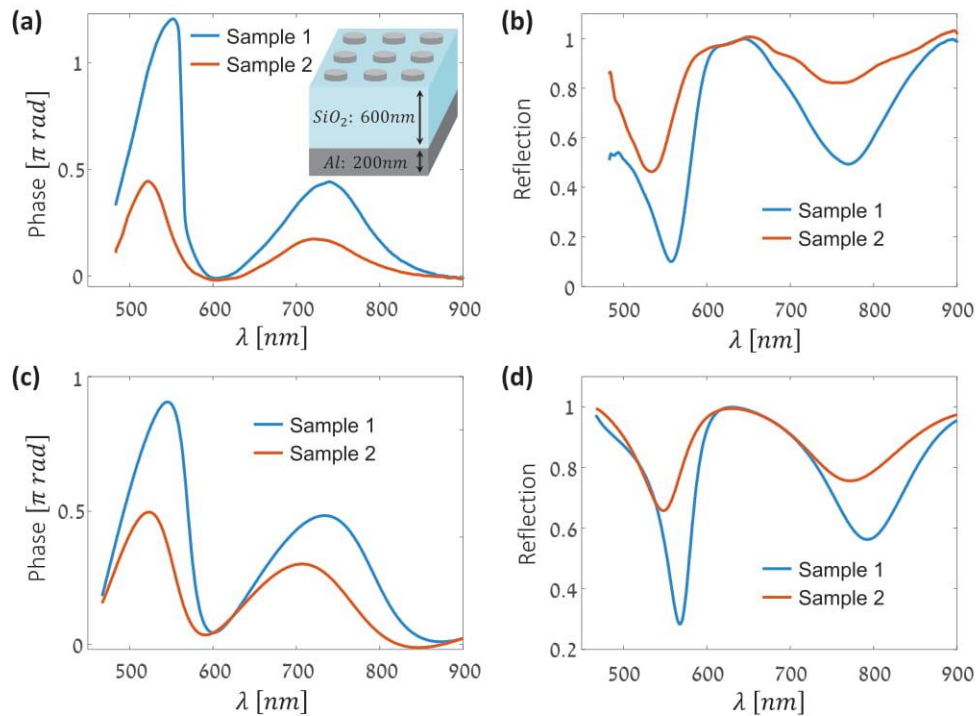 (a)
Phase [π rad]
1
0.5
0
Sample 1
Sample 2
SiO₂: 600nm
Al: 200nm
500 600 700 800 900
λ [nm]
(b)
Reflection
1
0.8
0.6
0.4
0.2
0
Sample 1
Sample 2
500 600 700 800 900
λ [nm]
(c)
Phase [π rad]
1
0.5
0
Sample 1
Sample 2
500 600 700 800 900
λ [nm]
(d)
Reflection
1
0.8
0.6
0.4
0.2
Sample 1
Sample 2
500 600 700 800 900
λ [nm]